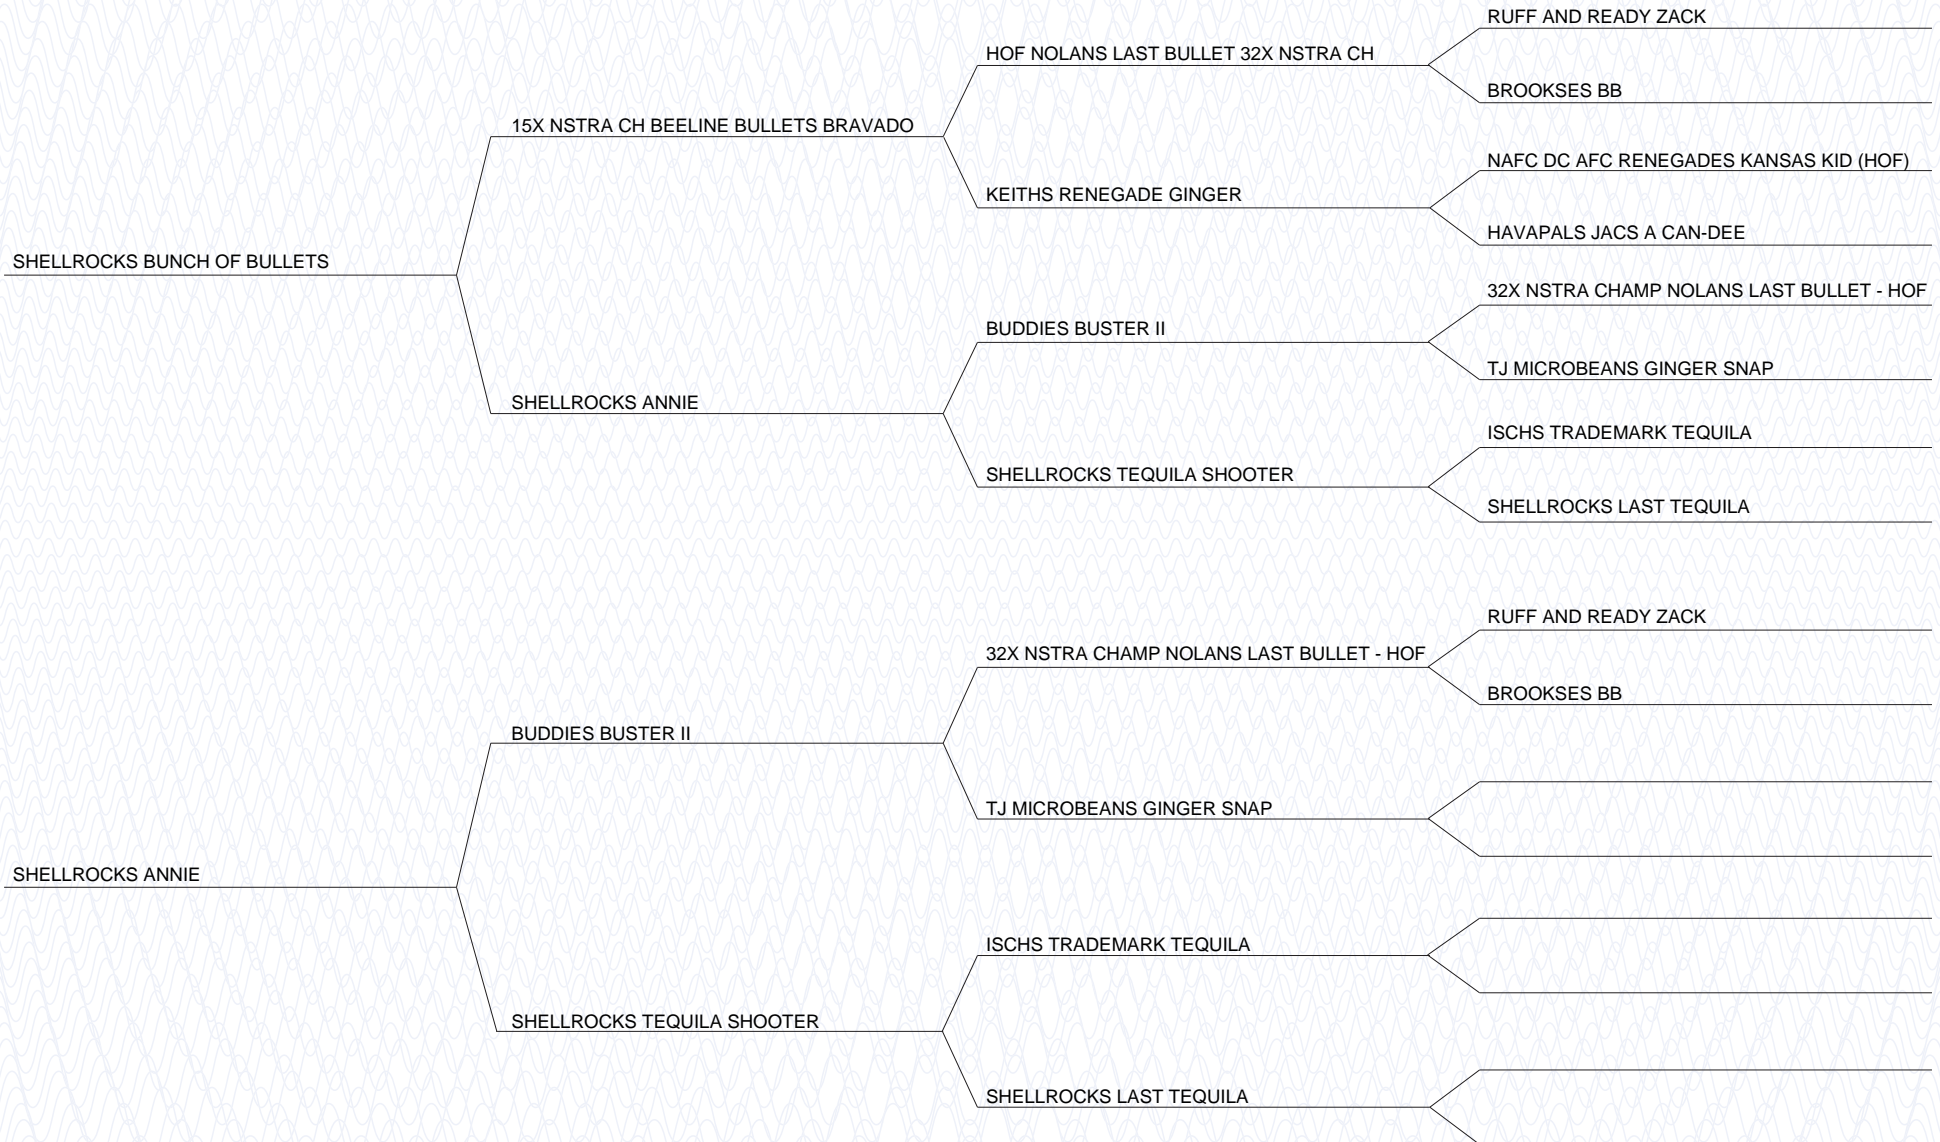 RUFF AND READY ZACK
HOF NOLANS LAST BULLET 32X NSTRA CH
BROOKSES BB
15X NSTRA CH BEELINE BULLETS BRAVADO
NAFC DC AFC RENEGADES KANSAS KID (HOF)
KEITHS RENEGADE GINGER
HAVAPALS JACS A CAN-DEE
SHELLROCKS BUNCH OF BULLETS
32X NSTRA CHAMP NOLANS LAST BULLET - HOF
BUDDIES BUSTER II
TJ MICROBEANS GINGER SNAP
SHELLROCKS ANNIE
ISCHS TRADEMARK TEQUILA
SHELLROCKS TEQUILA SHOOTER
SHELLROCKS LAST TEQUILA
RUFF AND READY ZACK
32X NSTRA CHAMP NOLANS LAST BULLET - HOF
BROOKSES BB
BUDDIES BUSTER II
TJ MICROBEANS GINGER SNAP
SHELLROCKS ANNIE
ISCHS TRADEMARK TEQUILA
SHELLROCKS TEQUILA SHOOTER
SHELLROCKS LAST TEQUILA